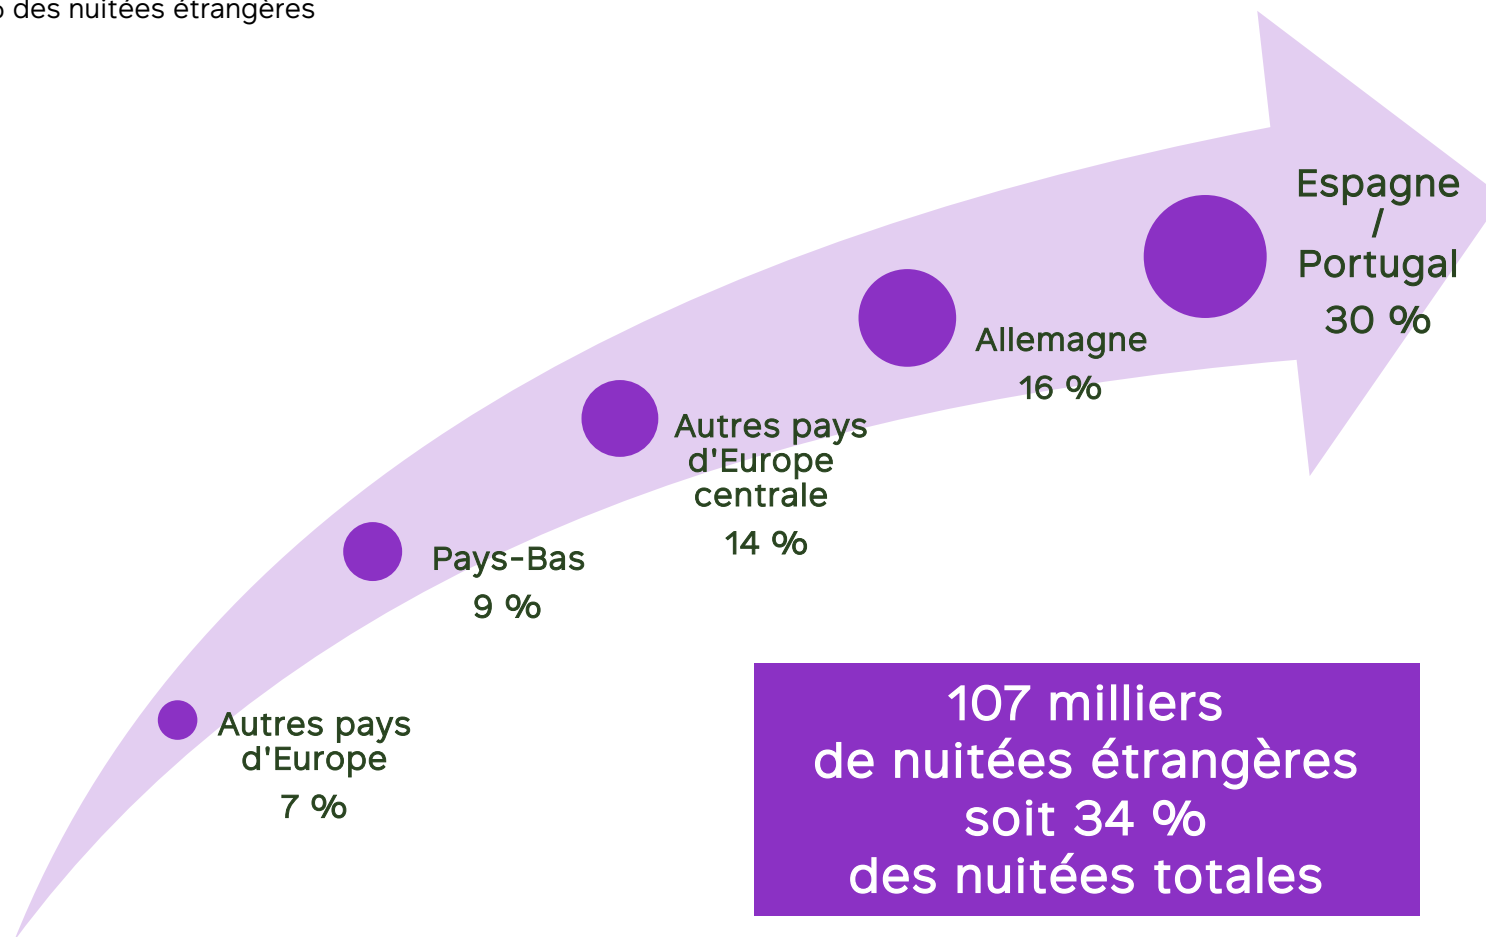 % des nuitées étrangères
Espagne
/
Portugal
30 %
Allemagne
16 %
Autres pays
d'Europe
centrale
14 %
Pays-Bas
9 %
Autres pays
d'Europe
7 %
107 milliers
de nuitées étrangères
soit 34 %
des nuitées totales